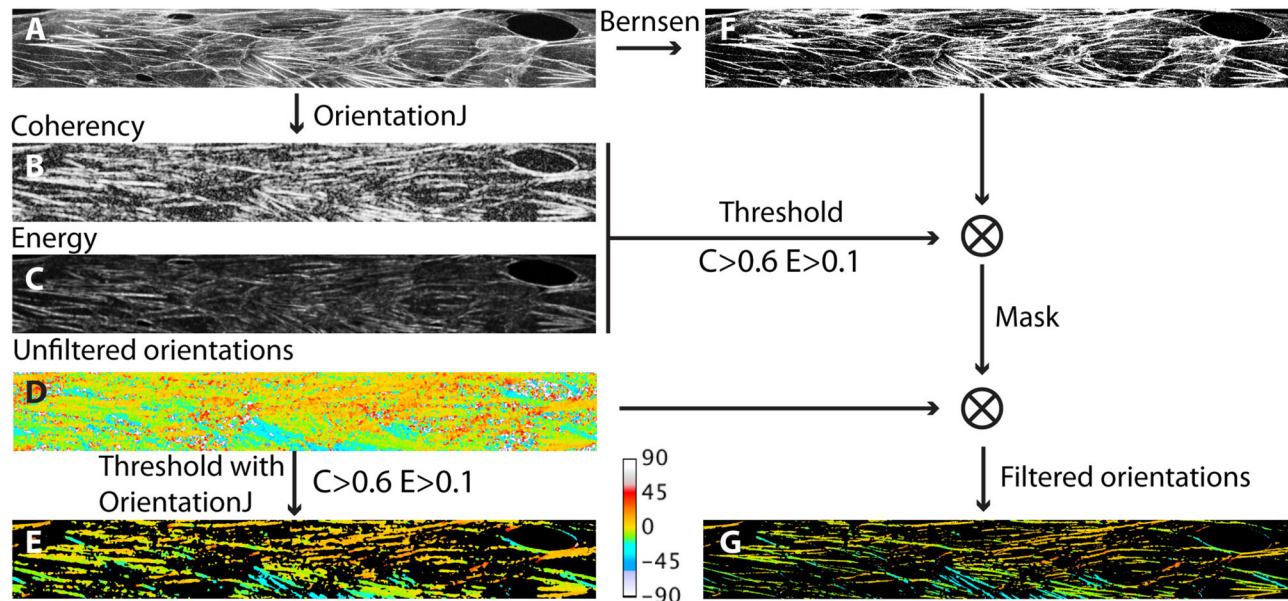 A
Bernsen
F
OrientationJ
Coherency
B
Threshold
C>0.6 E>0.1
Energy
C
Mask
Unfiltered orientations
D
Threshold with
OrientationJ
C>0.6 E>0.1
90
45
0
−45
−90
Filtered orientations
E
G